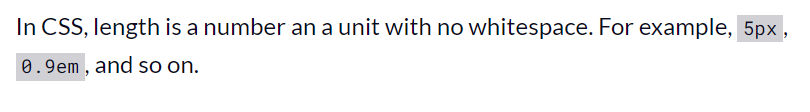 In CSS, length is a number an a unit with no whitespace. For example, 5px,
0.9em, and so on.